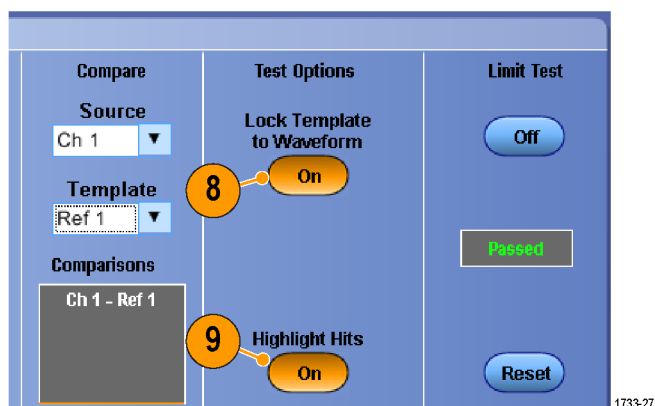 Compare
Source
Ch 1
Template
Ref 1
Comparisons
Ch 1 - Ref 1
Test Options
Lock Template
to Waveform
8
On
9
Highlight Hits
On
Limit Test
Off
Passed
Reset
1733-27